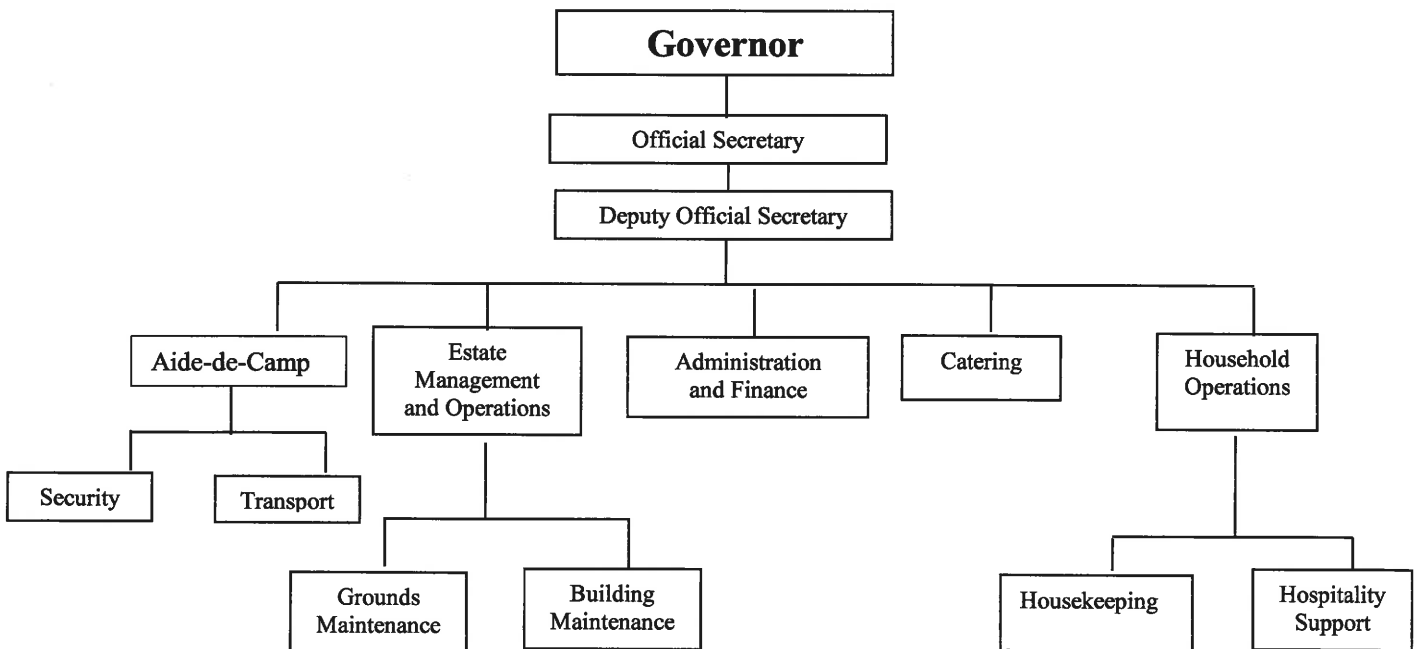 Governor
Official Secretary
Deputy Official Secretary
Aide-de-Camp
Estate
Management
and Operations
Administration
and Finance
Catering
Household
Operations
Security
Transport
Grounds
Maintenance
Building
Maintenance
Housekeeping
Hospitality
Support